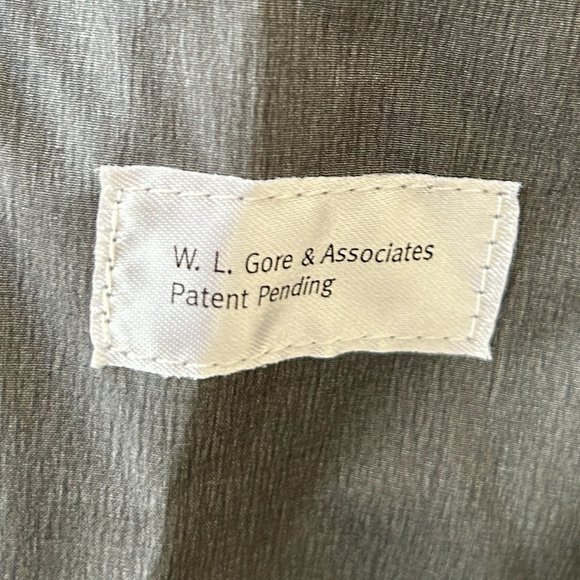 W. L. Gore & Associates
Patent Pending